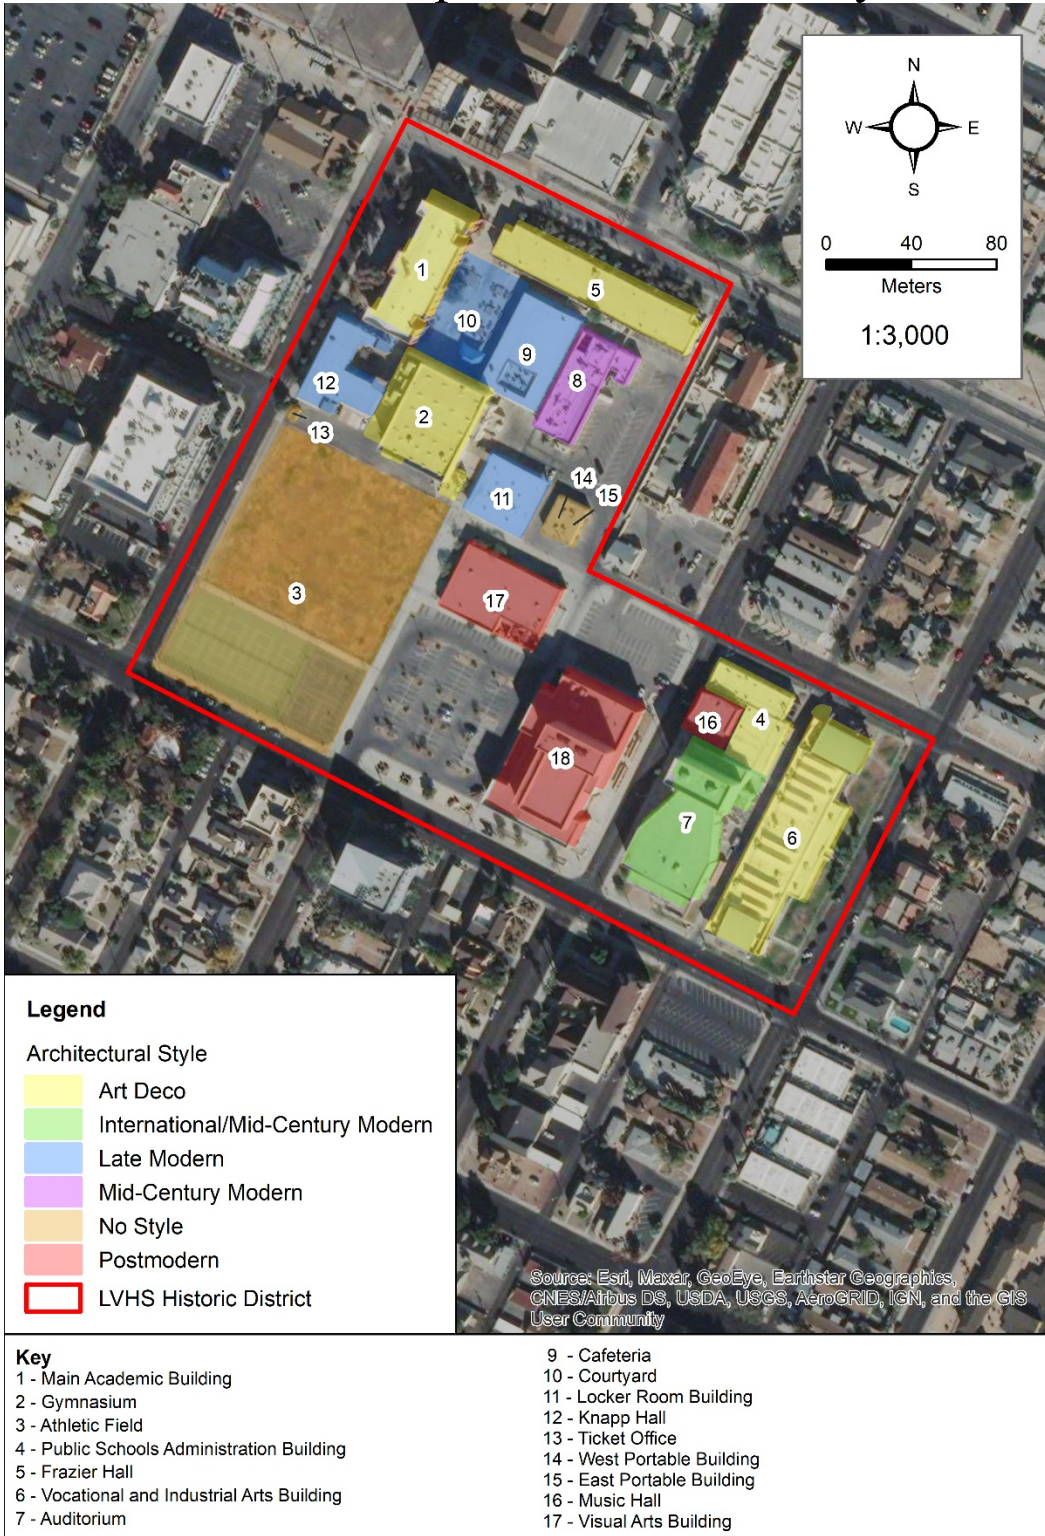 N
W E
S
0 40 80
Meters
1:3,000
1
5
10
9
12
8
2
13
14
15
11
3
17
16
4
18
7
6
Legend
Architectural Style
Art Deco
International/Mid-Century Modern
Late Modern
Mid-Century Modern
No Style
Postmodern
LVHS Historic District
Source: Esri, Maxar, GeoEye, Earthstar Geographics,
CNES/Airbus DS, USDA, USGS, AeroGRID, IGN, and the GIS
User Community
Key
1 - Main Academic Building
2 - Gymnasium
3 - Athletic Field
4 - Public Schools Administration Building
5 - Frazier Hall
6 - Vocational and Industrial Arts Building
7 - Auditorium
9 - Cafeteria
10 - Courtyard
11 - Locker Room Building
12 - Knapp Hall
13 - Ticket Office
14 - West Portable Building
15 - East Portable Building
16 - Music Hall
17 - Visual Arts Building